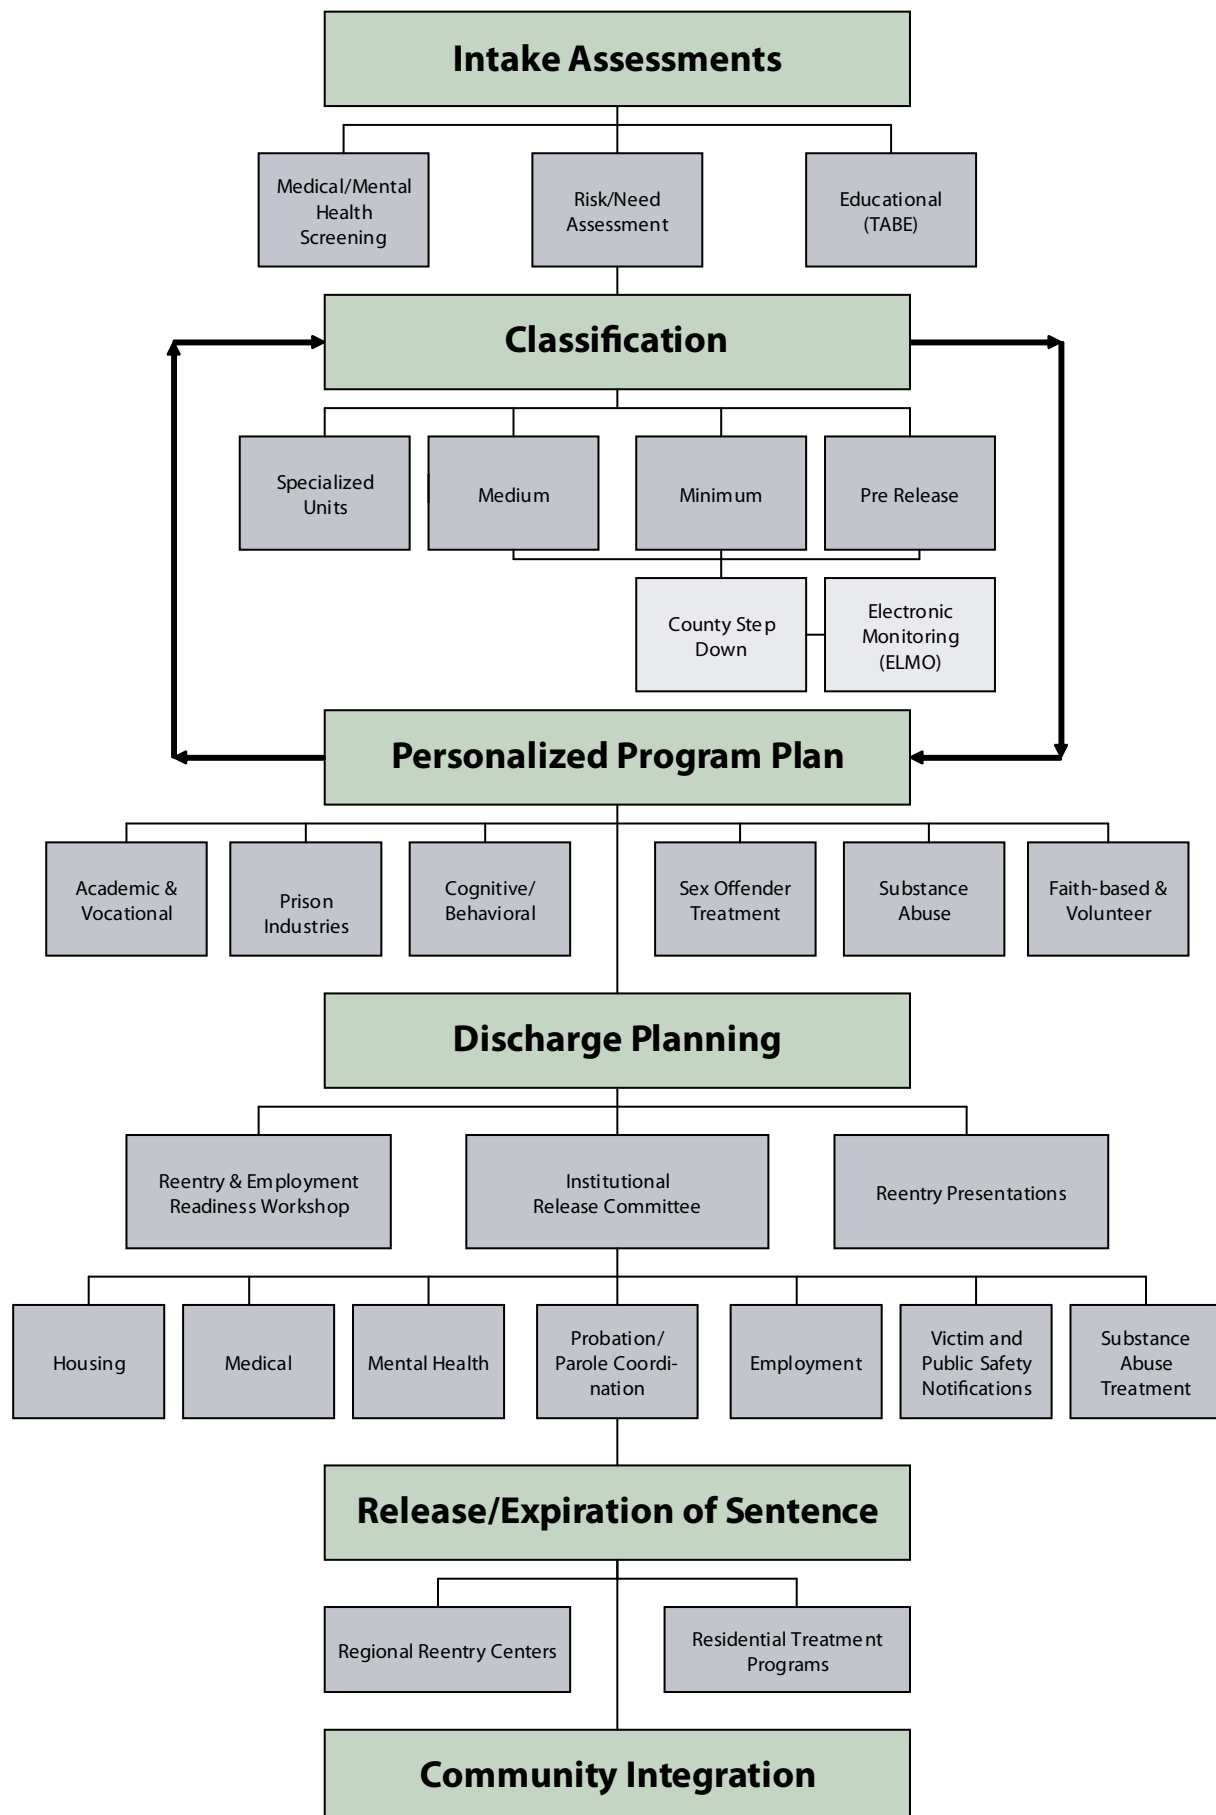 Intake Assessments
Medical/Mental
Health
Screening
Risk/Need
Assessment
Educational
(TABE)
Classification
Specialized
Units
Medium
Minimum
Pre Release
County Step
Down
Electronic
Monitoring
(ELMO)
Personalized Program Plan
Academic &
Vocational
Prison
Industries
Cognitive/
Behavioral
Sex Offender
Treatment
Substance
Abuse
Faith-based &
Volunteer
Discharge Planning
Reentry & Employment
Readiness Workshop
Institutional
Release Committee
Reentry Presentations
Housing
Medical
Mental Health
Probation/
Parole Coordi-
nation
Employment
Victim and
Public Safety
Notifications
Substance
Abuse
Treatment
Release/Expiration of Sentence
Regional Reentry Centers
Residential Treatment
Programs
Community Integration